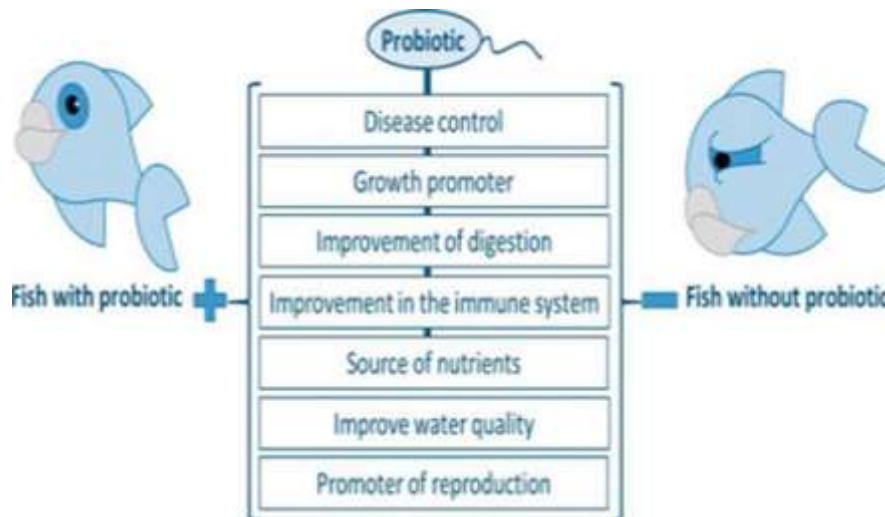 Probiotic
Disease control
Growth promoter
Improvement of digestion
Fish with probiotic
Improvement in the immune system
Fish without probiotic
Source of nutrients
Improve water quality
Promoter of reproduction